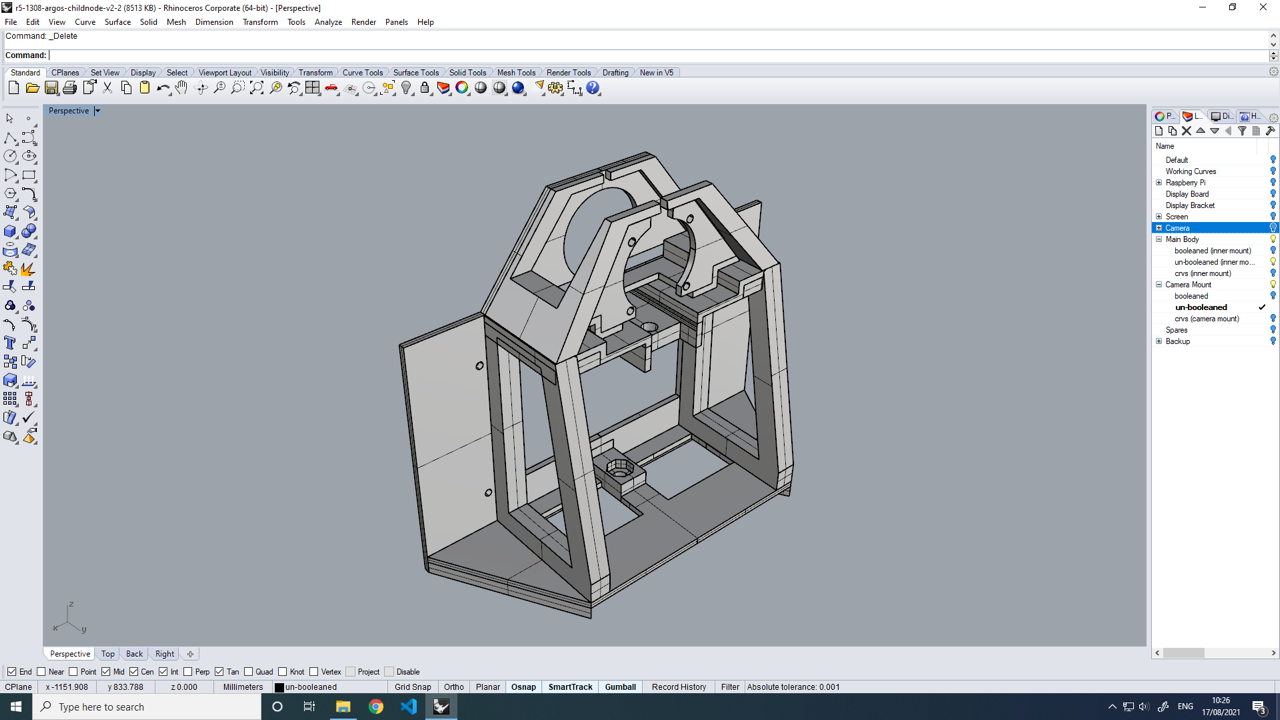 r5-1308-argos-childnode-v2-2 (8513 KB) - Rhinoceros Corporate (64-bit) - [Perspective]
File Edit View Curve Surface Solid Mesh Dimension Transform Tools Analyze Render Panels Help
Command: _Delete
Command:
Standard CPlanes Set View Display Select Viewport Layout Visibility Transform Curve Tools Surface Tools Solid Tools Mesh Tools Render Tools Drafting New in V5
Perspective
P... L... Di... H...
Name
Default
Working Curves
Raspberry Pi
Display Board
Display Bracket
Screen
Camera
Main Body
booleaned (inner mount)
un-booleaned (inner mo...
crvs (inner mount)
Camera Mount
booleaned
un-booleaned
crvs (camera mount)
Spares
Backup
z
x
y
Perspective Top Back Right
End Near Point Mid Cen Int Perp Tan Quad Knot Vertex Project Disable
CPlane x -1151.908 y 833.788 z 0.000 Millimeters un-booleaned Grid Snap Ortho Planar Osnap SmartTrack Gumball Record History Filter Absolute tolerance: 0.001
Type here to search
ENG
10:26
17/08/2021
3